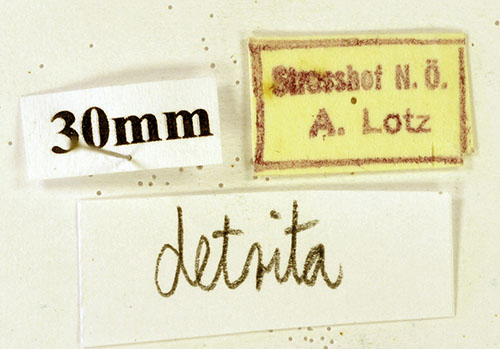 30mm
Strasshof N. Ö.
A. Lotz
detrita